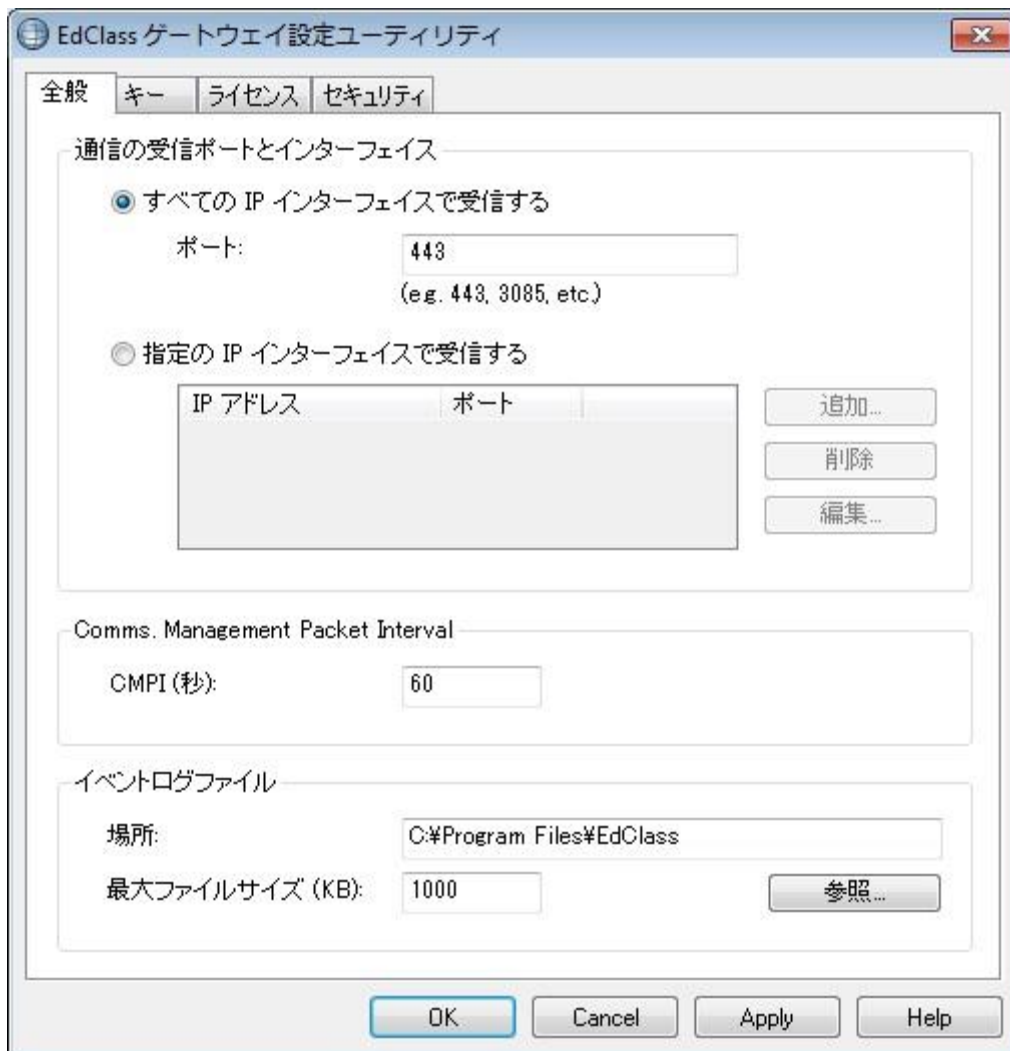 EdClass ゲートウェイ設定ユーティリティ
全般 キー ライセンス セキュリティ
通信の受信ポートとインターフェイス
すべての IP インターフェイスで受信する
ポート: 443
(e.g. 443, 3085, etc.)
指定の IP インターフェイスで受信する
IP アドレス ポート
追加...
削除
編集...
Comms. Management Packet Interval
CMPI (秒): 60
イベントログファイル
場所: C:¥Program Files¥EdClass
最大ファイルサイズ (KB): 1000 参照...
OK Cancel Apply Help